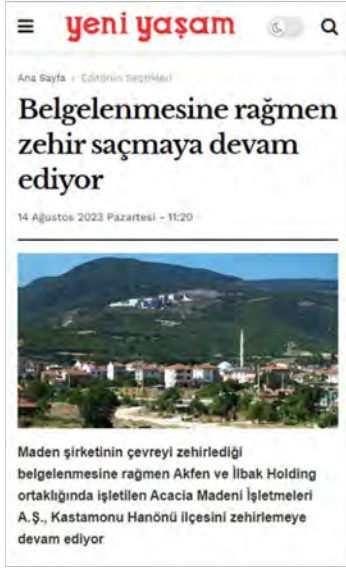 yeni yaşam
Ana Sayfa > Editörün Seçtikleri
Belgelenmesine rağmen
zehir saçmaya devam
ediyor
14 Ağustos 2023 Pazartesi - 11:20
Maden şirketinin çevreyi zehirlediği
belgelenmesine rağmen Akfen ve İlbak Holding
ortaklığında işletilen Acacia Madeni İşletmeleri
A.Ş., Kastamonu Hanönü ilçesini zehirlemeye
devam ediyor